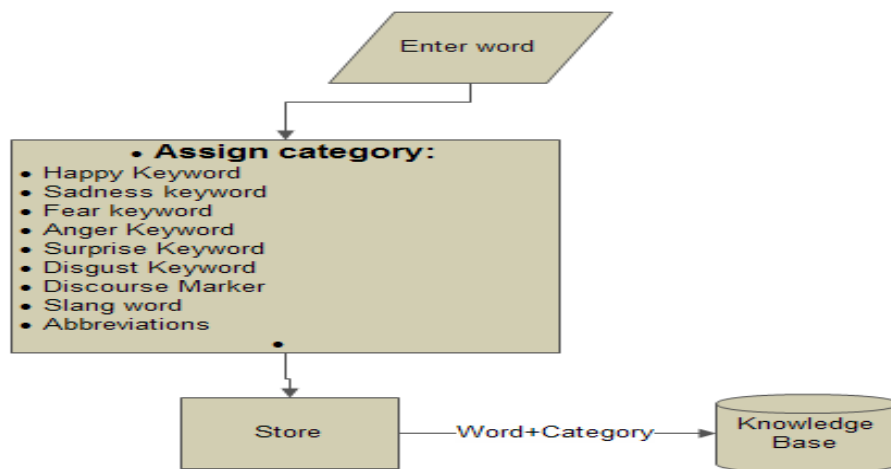 Enter word
• Assign category:
• Happy Keyword
• Sadness keyword
• Fear keyword
• Anger Keyword
• Surprise Keyword
• Disgust Keyword
• Discourse Marker
• Slang word
• Abbreviations
•
Store
Word+Category
Knowledge
Base